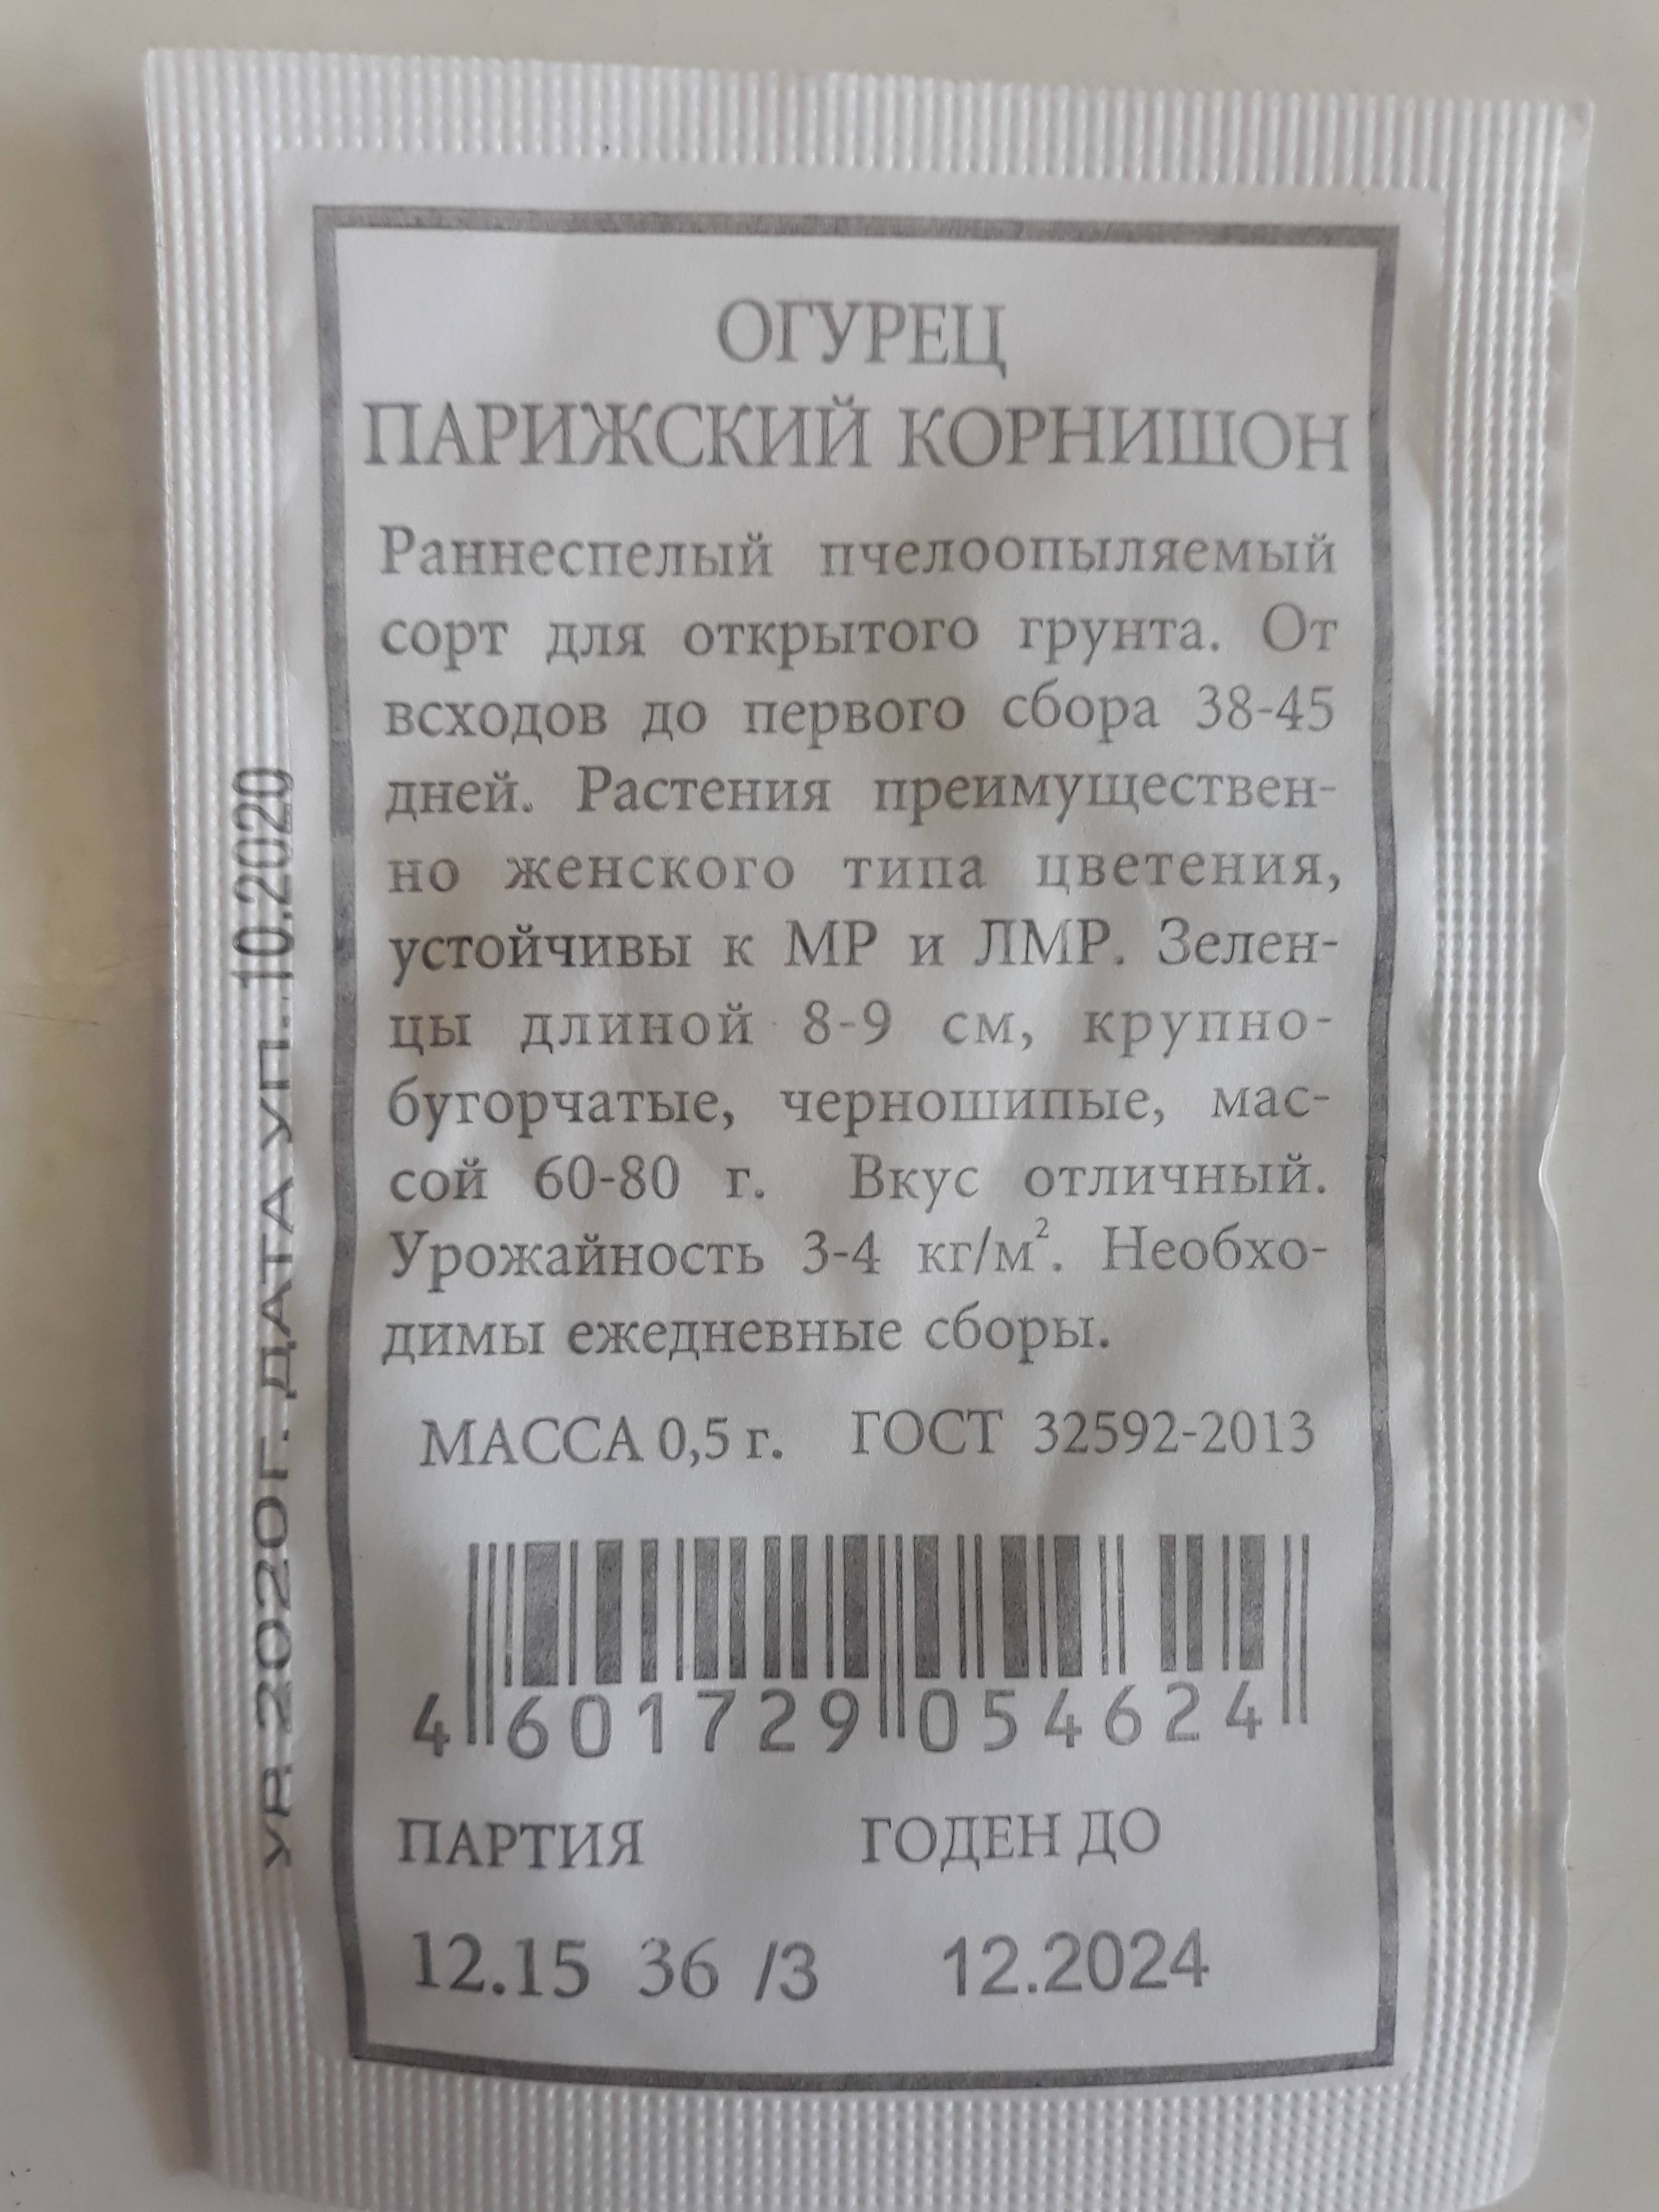 ОГУРЕЦ
ПАРИЖСКИЙ КОРНИШОН
Раннеспелый пчелоопыляемый
сорт для открытого грунта. От
всходов до первого сбора 38-45
дней. Растения преимуществен-
но женского типа цветения,
устойчивы к МР и ЛМР. Зелен-
цы длиной 8-9 см, крупно-
бугорчатые, черношипые, мас-
сой 60-80 г. Вкус отличный.
Урожайность 3-4 кг/м². Необхо-
димы ежедневные сборы.
МАССА 0,5 г. ГОСТ 32592-2013
4 601729 054624
ПАРТИЯ ГОДЕН ДО
12.15 36 /3 12.2024
УР.2020Г. ДАТА УП. 10.2020